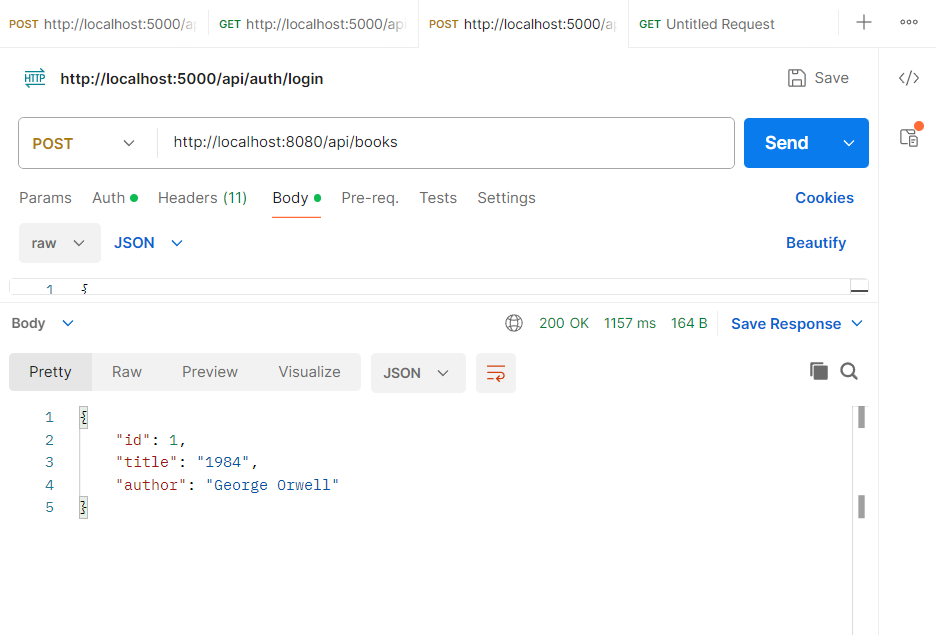 POST http://localhost:5000/a GET http://localhost:5000/ap POST http://localhost:5000/a GET Untitled Request
HTTP http://localhost:5000/api/auth/login Save
POST http://localhost:8080/api/books Send
Params Auth Headers (11) Body Pre-req. Tests Settings Cookies
raw JSON Beautify
1 {
Body 200 OK 1157 ms 164 B Save Response
Pretty Raw Preview Visualize JSON
1 {
2 "id": 1,
3 "title": "1984",
4 "author": "George Orwell"
5 }